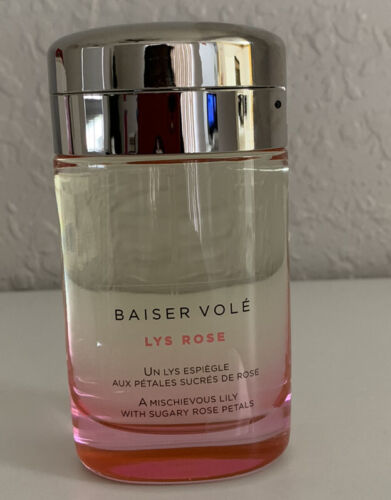 BAISER VOLÉ
LYS ROSE
UN LYS ESPIÈGLE
AUX PÉTALES SUCRÉS DE ROSE
A MISCHIEVOUS LILY
WITH SUGARY ROSE PETALS